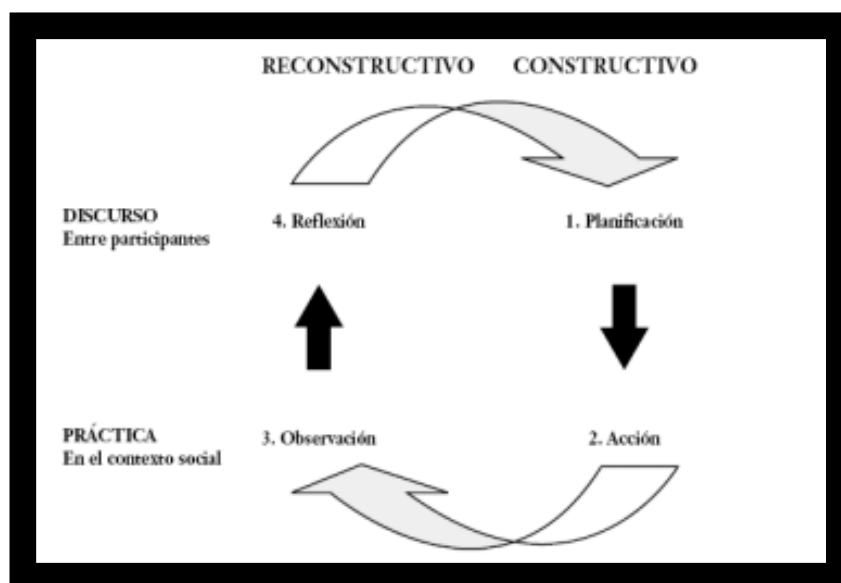 RECONSTRUCTIVO CONSTRUCTIVO
DISCURSO
Entre participantes
4. Reflexión
1. Planificación
PRÁCTICA
En el contexto social
3. Observación
2. Acción